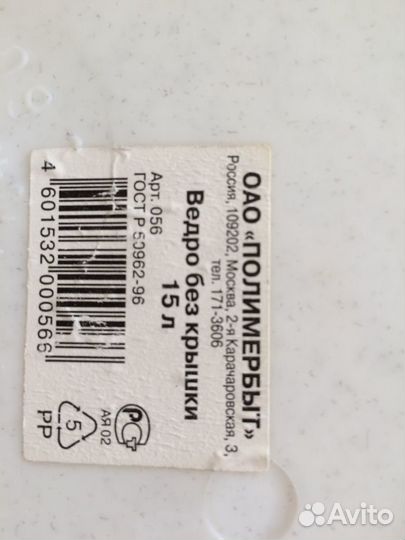 ОАО «ПОЛИМЕРБЫТ»
Россия, 109202, Москва, 2-я Карачаровская, 3,
тел. 171-3606
Ведро без крышки
15 л
Арт. 056
ГОСТ Р 50962-96
4 601532 000566
АЯ 02
5
PP
Avito